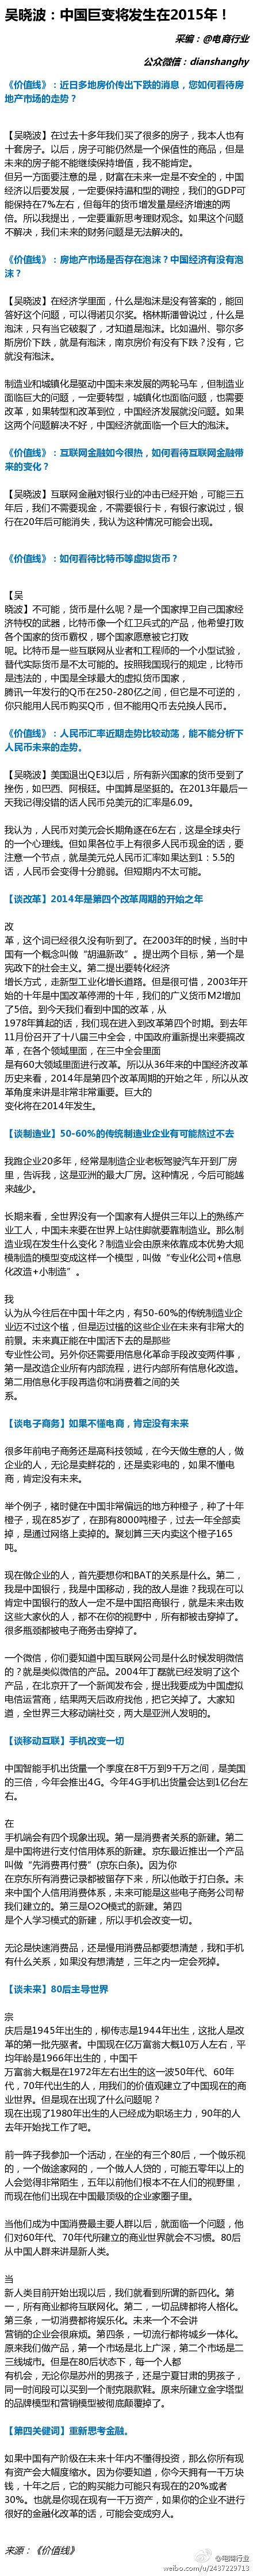 吴晓波：中国巨变将发生在2015年！
采编：@电商行业
公众微信：dianshanghy
《价值线》：近日多地房价传出下跌的消息，您如何看待房
地产市场的走势？
【吴晓波】在过去十多年我们买了很多的房子，我本人也有
十套房子。以后，房子可能仍然是一个保值性的商品，但是
未来的房子能不能继续保持增值，我不能肯定。
但另一方面要注意的是，财富在未来一定是不安全的，中国
经济以后要发展，一定要保持温和型的调控，我们的GDP可
能保持在7%左右，但每年的货币增发量是经济增速的两
倍。所以我提出，一定要重新思考理财观念。如果这个问题
不解决，我们未来的财务问题是无法解决的。
《价值线》：房地产市场是否存在泡沫？中国经济有没有泡
沫？
【吴晓波】在经济学里面，什么是泡沫是没有答案的，能回
答好这个问题，可以得诺贝尔奖。格林斯潘曾说过，什么是
泡沫，只有当它破裂了，才知道是泡沫。比如温州、鄂尔多
斯房价下跌，就是有泡沫，南京房价有没有下跌？没有，它
就没有泡沫。
制造业和城镇化是驱动中国未来发展的两轮马车，但制造业
面临巨大的问题，一定要转型，城镇化也面临问题，也需要
改革，如果转型和改革到位，中国经济发展就没问题。如果
这两个问题解决不好，中国经济就面临一个巨大的泡沫。
《价值线》：互联网金融如今很热，如何看待互联网金融带
来的变化？
【吴晓波】互联网金融对银行业的冲击已经开始，可能三五
年后，我们不需要现金，不需要银行卡，有银行家说过，银
行在20年后可能消失，我认为这种情况可能会出现。
《价值线》：如何看待比特币等虚拟货币？
【吴
晓波】不可能，货币是什么呢？是一个国家捍卫自己国家经
济特权的武器，比特币像一个红卫兵式的产品，他希望打败
各个国家的货币霸权，哪个国家愿意被它打败
呢。比特币是一些互联网从业者和工程师的一个小型试验，
替代实际货币是不太可能的。按照我国现行的规定，比特币
是违法的，中国是全球最大的虚拟货币国家，
腾讯一年发行的Q币在250-280亿之间，但它是不可逆的，
你只能用人民币购买Q币，但不能用Q币去兑换人民币。
《价值线》：人民币汇率近期走势比较动荡，能不能分析下
人民币未来的走势。
【吴晓波】美国退出QE3以后，所有新兴国家的货币受到了
挫伤，如巴西、阿根廷。中国算是坚挺的。在2013年最后一
天我记得没错的话人民币兑美元的汇率是6.09。
我认为，人民币对美元会长期角逐在6左右，这是全球央行
的一个心理线。但如果各位手上有很多人民币现金的话，要
注意一个节点，就是美元兑人民币汇率如果达到1：5.5的
话，人民币会变得十分脆弱。但短期内不太可能。
【谈改革】2014年是第四个改革周期的开始之年
改
革，这个词已经很久没有听到了。在2003年的时候，当时中
国有一个概念叫做“胡温新政”。提出两个目标，第一个是
宪政下的社会主义。第二提出要转化经济
增长方式，走新型工业化增长道路。但是很可惜，2003年开
始的十年是中国改革停滞的十年，我们的广义货币M2增加
了5倍。到今天我们看到中国的改革，从
1978年算起的话，我们现在进入到改革第四个时期。到去年
11月份召开了十八届三中全会，中国政府重新提出来要搞改
革，在各个领域里面，在三中全会里面
是有60大领域里面进行改革。所以从36年来的中国经济改革
历史来看，2014年是第四个改革周期的开始之年，所以从改
革角度来讲是非常非常重要。巨大的
变化将在2014年发生。
【谈制造业】50-60%的传统制造业企业有可能熬过不去
我跑企业20多年，经常是制造企业老板驾驶汽车开到厂房
里，告诉我，这是亚洲的最大厂房。这种情况，今后可能越
来越少。
长期来看，全世界没有一个国家有人提供三年以上的熟练产
业工人，中国未来要在世界上站住脚就要靠制造业。那么制
造业现在发生什么变化？制造业会由原来依靠成本优势大规
模制造的模型变成这样一个模型，叫做“专业化公司+信息
化改造+小制造”。
我
认为从今往后在中国十年之内，有50-60%的传统制造业企
业迈不过这个槛，但是迈过槛的这些企业在未来有非常大的
前景。未来真正能在中国活下去的是那些
专业性公司。另外你还需要用信息化革命手段改变两件事，
第一是改造企业所有内部流程，进行内部所有信息化改造。
第二用信息化手段再造你和消费着之间的关
系。
【谈电子商务】如果不懂电商，肯定没有未来
很多年前电子商务还是高科技领域，在今天做生意的人，做
企业的人，无论是卖鲜花的，还是卖彩电的，如果不懂电
商，肯定没有未来。
举个例子，褚时健在中国非常偏远的地方种橙子，种了十年
橙子，现在85岁了，在那有8000吨橙子，过去一年全部卖
掉，是通过网络上卖掉的。聚划算三天内卖这个橙子165
吨。
现在做企业的人，首先要想你和BAT的关系是什么。第二，
我是中国银行，我是中国移动，我的敌人是谁？我现在可以
肯定中国银行的敌人一定不是中国招商银行，就是未来击败
这些大家伙的人，都不在你的视野中，所有都被击穿掉了。
很多瓶颈都被电子商务击穿掉了。
一个微信，你们要知道中国互联网公司是什么时候发明微信
的？就是类似微信的产品。2004年丁磊就已经发明了这个
产品，在北京开了一个新闻发布会，提出我要成为中国虚拟
电信运营商，结果两天后政府找他，把它关掉了。大家知
道，全世界三大移动端社交，两大是亚洲人发明的。
【谈移动互联】手机改变一切
中国智能手机出货量一个季度在8千万到9千万之间，是美国
的三倍，今年会推出4G。今年4G手机出货量会达到1亿台左
右。
在
手机端会有四个现象出现。第一是消费者关系的新建。第二
是中国将进行支付信用体系的新建。京东最近推出一个产品
叫做“先消费再付费”(京东白条)。因为你
在京东所有消费记录都被留存下来，所以他敢于打白条。未
来中国个人信用消费体系，未来可能是这些电子商务公司帮
我们建立的。第三是O2O模式的新建。第四
是个人学习模式的新建，所以手机会改变一切。
无论是快速消费品，还是慢用消费品都要想清楚，我和手机
有什么关系，如果没有想清楚，三年之内一定会死掉。
【谈未来】80后主导世界
宗
庆后是1945年出生的，柳传志是1944年出生，这批人是改
革的第一批先驱者。中国现在亿万富翁大概10万人左右，平
均年龄是1966年出生的，中国千
万富翁大概是在1972年左右出生的这一波50年代、60年
代，70年代出生的人，用我们的价值观建立了中国现在的商
业世界。但是现在出现了什么问题呢？
现在出现了1980年出生的人已经成为职场主力，90年的人
去年开始找工作了吧。
前一阵子我参加一个活动，在坐的有三个80后，一个做乐视
的，一个做途家网的，一个做人人贷的，可能五零年以上的
人会觉得非常陌生，五年以前他们根本不在人们的视野里，
而现在他们出现在中国最顶级的企业家圈子里。
当他们成为中国消费最主要人群以后，就面临一个问题，他
们对60年代、70年代所建立的商业世界就会不习惯。80后
从中国人群来讲是新人类。
当
新人类目前开始出现以后，我们就看到所谓的新四化。第
一，所有商业都将互联网化。第二，一切品牌都将人格化。
第三条，一切消费都将娱乐化。未来一个不会讲
营销的企业会很麻烦。第四条，一切流行都将城乡一体化。
原来我们做产品，第一个市场是北上广深，第二个市场是二
三线城市。但是在80后状态下，每一个人都
有机会，无论你是苏州的男孩子，还是宁夏甘肃的男孩，
同一时间段可以买到一个耐克限款鞋。原来所建立金字塔型
的品牌模型和营销模型被彻底颠覆掉了。
【第四关健词】重新思考金融。
如果中国有产阶级在未来十年内不懂得投资，那么你所有现
有资产会大幅度缩水。因为你要知道，你今天拥有一千万块
钱，十年之后，它的购买能力可能只有现在的20%或者
30%。也就是你现在现有一千万资产，如果你的企业不进行
很好的金融化改革的话，可能会变成穷人。
来源：《价值线》
@电商行业
weibo.com/u/2437229713